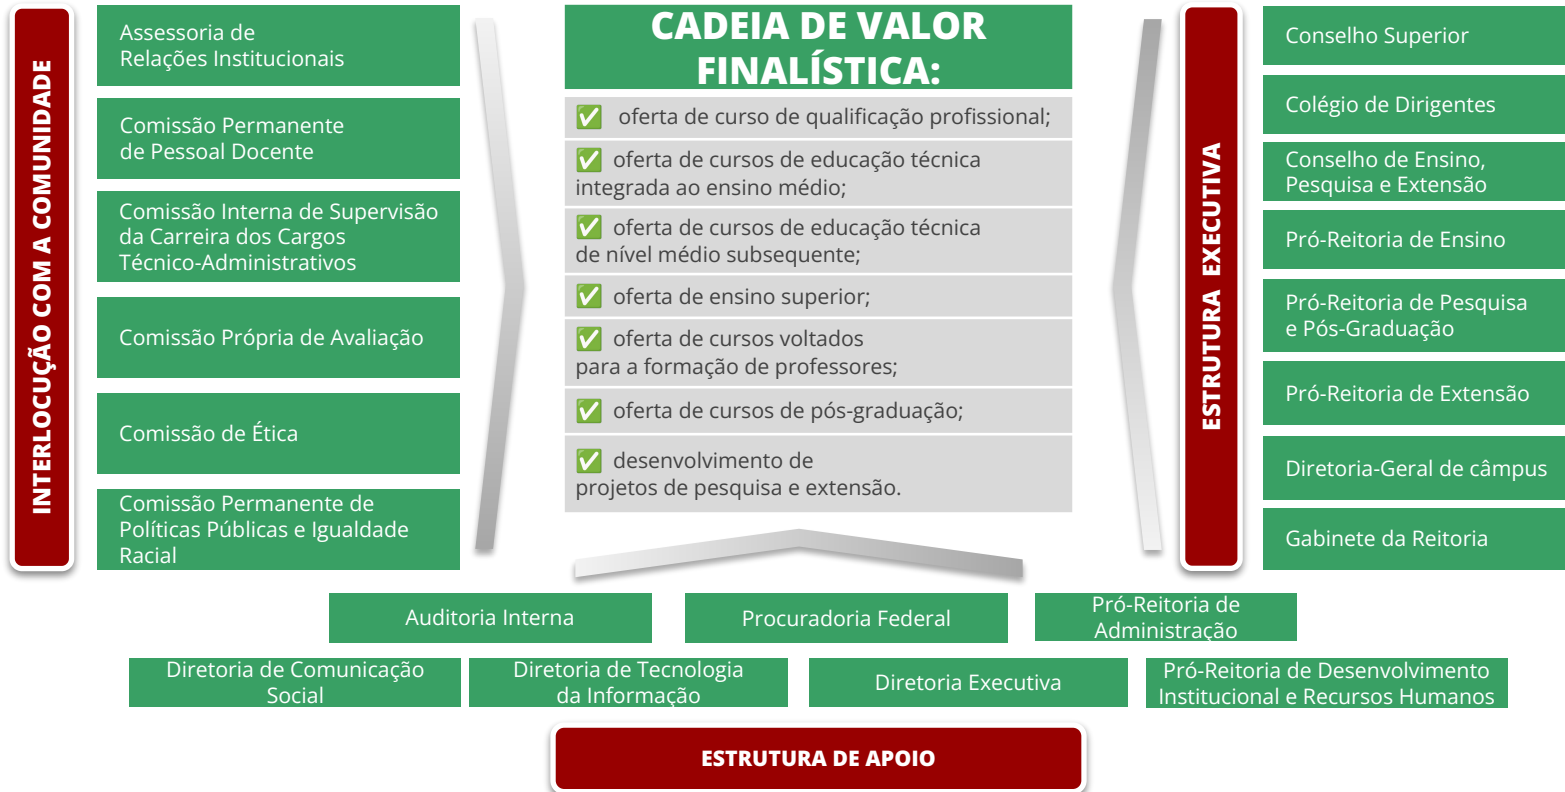 INTERLOCUÇÃO COM A COMUNIDADE
Assessoria de
Relações Institucionais
Comissão Permanente
de Pessoal Docente
Comissão Interna de Supervisão
da Carreira dos Cargos
Técnico-Administrativos
Comissão Própria de Avaliação
Comissão de Ética
Comissão Permanente de
Políticas Públicas e Igualdade
Racial
CADEIA DE VALOR
FINALÍSTICA:
✅ oferta de curso de qualificação profissional;
✅ oferta de cursos de educação técnica
integrada ao ensino médio;
✅ oferta de cursos de educação técnica
de nível médio subsequente;
✅ oferta de ensino superior;
✅ oferta de cursos voltados
para a formação de professores;
✅ oferta de cursos de pós-graduação;
✅ desenvolvimento de
projetos de pesquisa e extensão.
ESTRUTURA EXECUTIVA
Conselho Superior
Colégio de Dirigentes
Conselho de Ensino,
Pesquisa e Extensão
Pró-Reitoria de Ensino
Pró-Reitoria de Pesquisa
e Pós-Graduação
Pró-Reitoria de Extensão
Diretoria-Geral de câmpus
Gabinete da Reitoria
Auditoria Interna
Procuradoria Federal
Pró-Reitoria de
Administração
Diretoria de Comunicação
Social
Diretoria de Tecnologia
da Informação
Diretoria Executiva
Pró-Reitoria de Desenvolvimento
Institucional e Recursos Humanos
ESTRUTURA DE APOIO